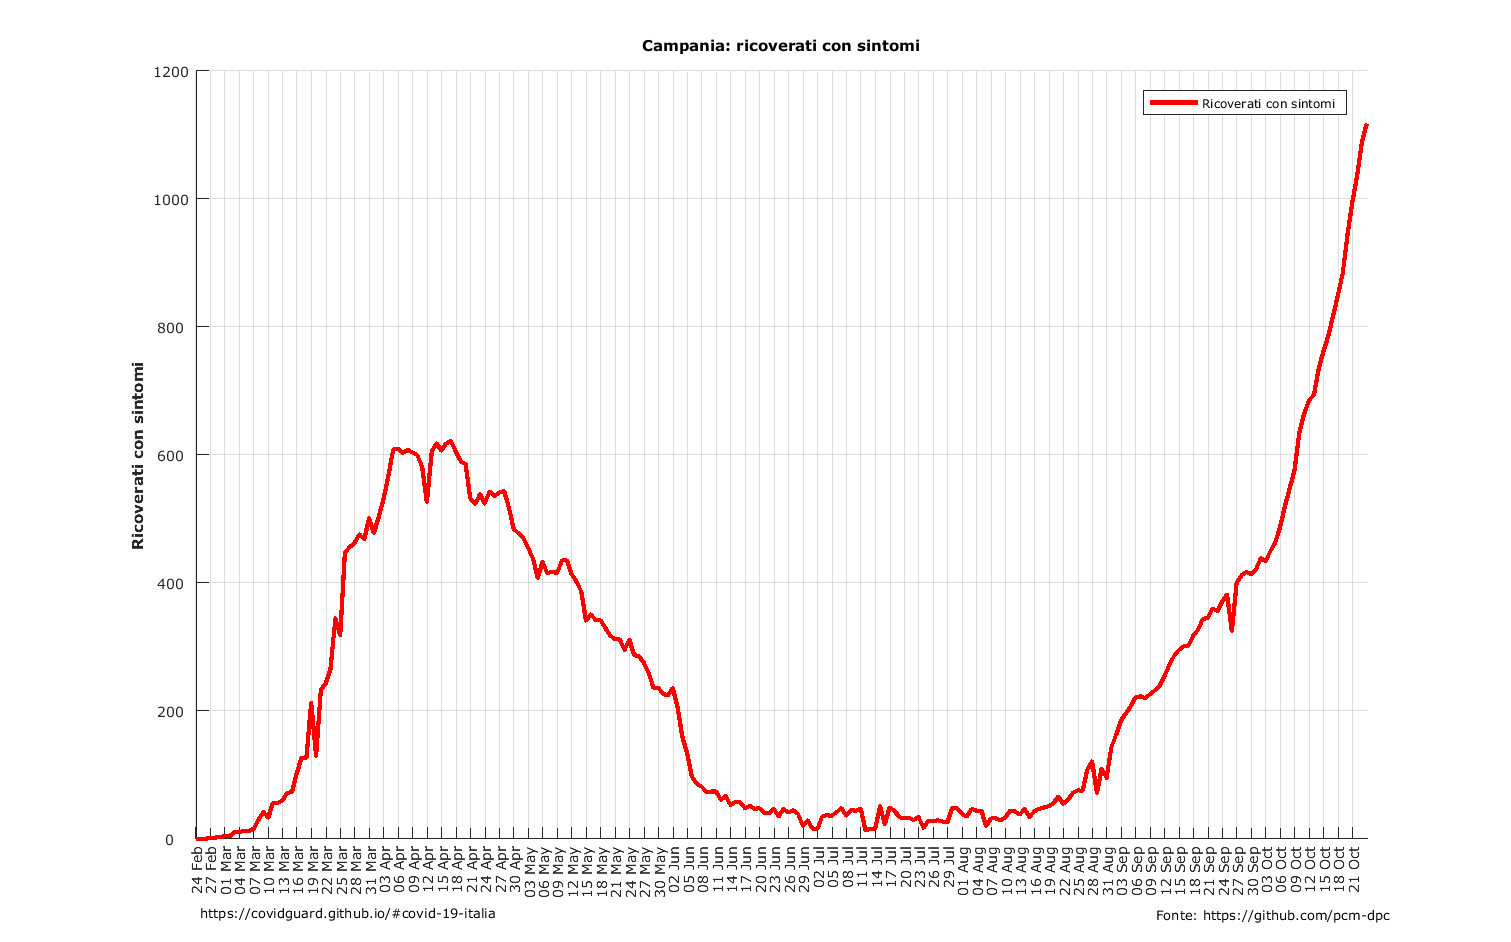 Campania: ricoverati con sintomi
Ricoverati con sintomi
Ricoverati con sintomi
1200
1000
800
600
400
200
0
24 Feb
27 Feb
01 Mar
04 Mar
07 Mar
10 Mar
13 Mar
16 Mar
19 Mar
22 Mar
25 Mar
28 Mar
31 Mar
03 Apr
06 Apr
09 Apr
12 Apr
15 Apr
18 Apr
21 Apr
24 Apr
27 Apr
30 Apr
03 May
06 May
09 May
12 May
15 May
18 May
21 May
24 May
27 May
30 May
02 Jun
05 Jun
08 Jun
11 Jun
14 Jun
17 Jun
20 Jun
23 Jun
26 Jun
29 Jun
02 Jul
05 Jul
08 Jul
11 Jul
14 Jul
17 Jul
20 Jul
23 Jul
26 Jul
29 Jul
01 Aug
04 Aug
07 Aug
10 Aug
13 Aug
16 Aug
19 Aug
22 Aug
25 Aug
28 Aug
31 Aug
03 Sep
06 Sep
09 Sep
12 Sep
15 Sep
18 Sep
21 Sep
24 Sep
27 Sep
30 Sep
03 Oct
06 Oct
09 Oct
12 Oct
15 Oct
18 Oct
21 Oct
https://covidguard.github.io/#covid-19-italia
Fonte: https://github.com/pcm-dpc